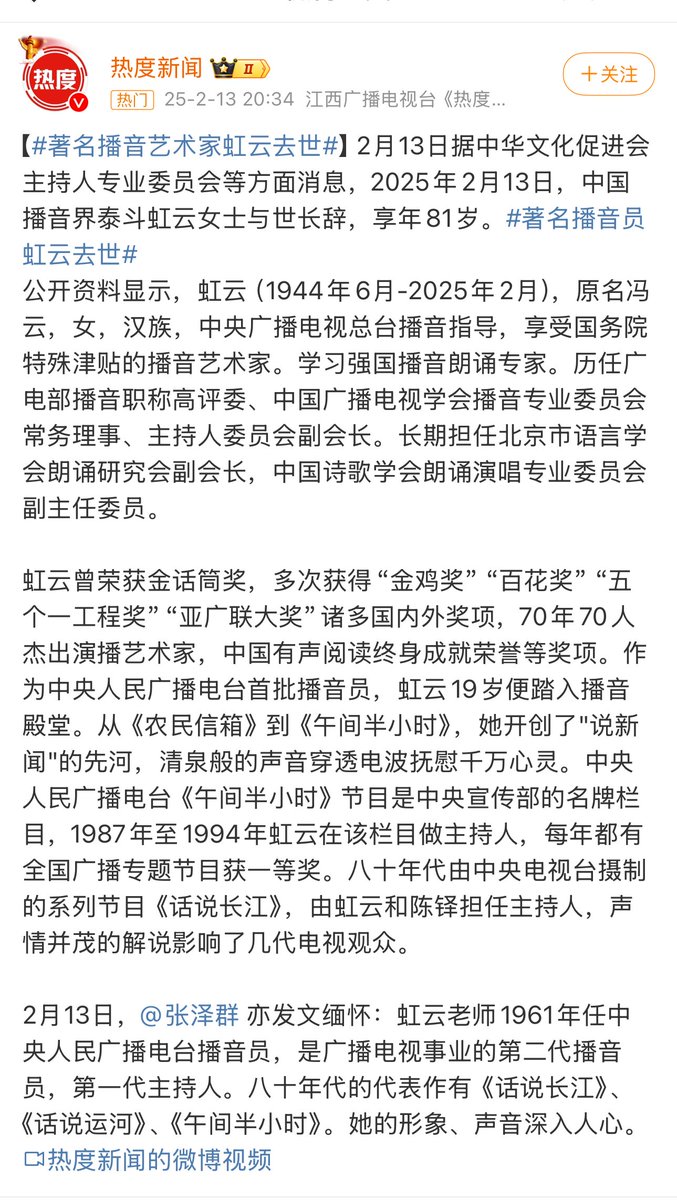 热度
热度新闻 II
+关注
热门 25-2-13 20:34 江西广播电视台《热度...
【#著名播音艺术家虹云去世#】2月13日据中华文化促进会
主持人专业委员会等方面消息，2025年2月13日，中国
播音界泰斗虹云女士与世长辞，享年81岁。#著名播音员
虹云去世#
公开资料显示，虹云（1944年6月-2025年2月），原名冯
云，女，汉族，中央广播电视总台播音指导，享受国务院
特殊津贴的播音艺术家。学习强国播音朗诵专家。历任广
电部播音职称高评委、中国广播电视学会播音专业委员会
常务理事、主持人委员会副会长。长期担任北京市语言学
会朗诵研究会副会长，中国诗歌学会朗诵演唱专业委员会
副主任委员。
虹云曾荣获金话筒奖，多次获得“金鸡奖”“百花奖”“五
个一工程奖”“亚广联大奖”诸多国内外奖项，70年70人
杰出演播艺术家，中国有声阅读终身成就荣誉等奖项。作
为中央人民广播电台首批播音员，虹云19岁便踏入播音
殿堂。从《农民信箱》到《午间半小时》，她开创了"说新
闻"的先河，清泉般的声音穿透电波抚慰千万心灵。中央
人民广播电台《午间半小时》节目是中央宣传部的名牌栏
目，1987年至1994年虹云在该栏目做主持人，每年都有
全国广播专题节目获一等奖。八十年代由中央电视台摄制
的系列节目《话说长江》，由虹云和陈铎担任主持人，声
情并茂的解说影响了几代电视观众。
2月13日，@张泽群 亦发文缅怀：虹云老师1961年任中
央人民广播电台播音员，是广播电视事业的第二代播音
员，第一代主持人。八十年代的代表作有《话说长江》、
《话说运河》、《午间半小时》。她的形象、声音深入人心。
热度新闻的微博视频